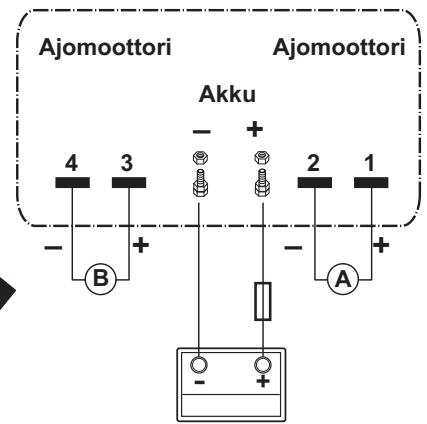 Ajomoottori Ajomoottori
Akku
– +
4 3 2 1
– + – +
B A
- +